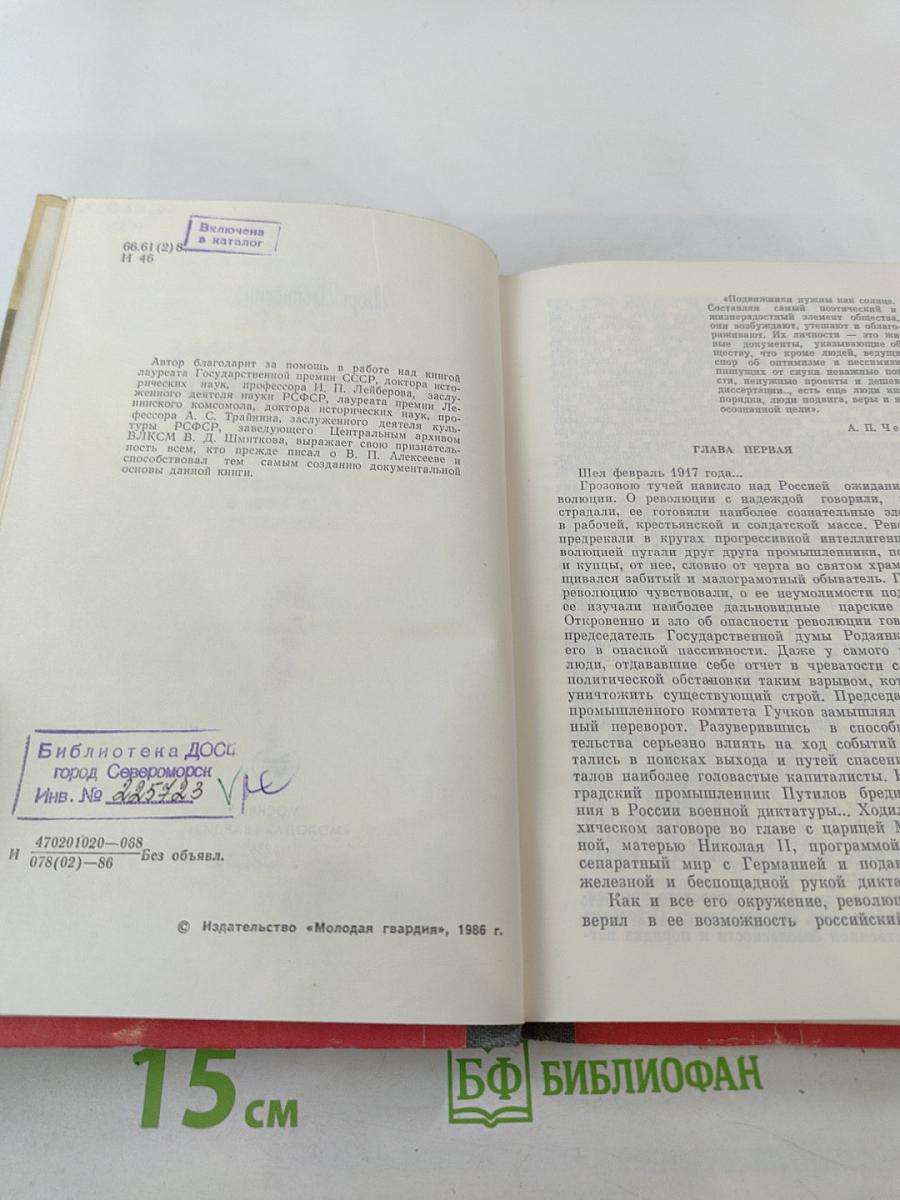 Включена
в каталог
66.61(2)8
И 46
Автор благодарит за помощь в работе над книгой
лауреата Государственной премии СССР, доктора исто-
рических наук, профессора И. П. Лейберова, заслу-
женного деятеля науки РСФСР, лауреата премии Ле-
нинского комсомола, доктора исторических наук, про-
фессора А. С. Трайнина, заслуженного деятеля куль-
туры РСФСР, заведующего Центральным архивом
ВЛКСМ В. Д. Шмиткова, выражает свою признатель-
ность всем, кто прежде писал о В. П. Алексееве и
способствовал тем самым созданию документальной
основы данной книги.
Библиотека ДОСЦ
город Североморск
Инв. № 225723
И 470201020—068
078(02)—86 Без объявл.
© Издательство «Молодая гвардия», 1986 г.
«Подвижники нужны как солнце.
Составляя самый поэтический и
жизнерадостный элемент общества,
они возбуждают, утешают и облаго-
раживают. Их личности — это жи
вые документы, указывающие об
ществу, что кроме людей, ведущи
спор об оптимизме и пессимизм
пишущих от скуки неважные пов
сти, ненужные проекты и дешев
диссертации.., есть еще люди ин
порядка, люди подвига, веры и я
осознанной цели».
А. П. Че
ГЛАВА ПЕРВАЯ
Шел февраль 1917 года...
Грозовою тучей нависло над Россией ожидани
волюции. О революции с надеждой говорили,
страдали, ее готовили наиболее сознательные эле
в рабочей, крестьянской и солдатской массе. Рев
предрекали в кругах прогрессивной интеллигенц
волюцией пугали друг друга промышленники, по
и купцы, от нее, словно от черта во святом храм
щивался забитый и малограмотный обыватель. П
революцию чувствовали, о ее неумолимости под
ее изучали наиболее дальновидные царские
Откровенно и зло об опасности революции гов
председатель Государственной думы Родзянк
его в опасной пассивности. Даже у самого
люди, отдававшие себе отчет в чреватости с
политической обстановки таким взрывом, кот
уничтожить существующий строй. Председа
промышленного комитета Гучков замышлял
ный переворот. Разуверившись в способн
тельства серьезно влиять на ход событий
тались в поисках выхода и путей спасени
талов наиболее головастые капиталисты.
градский промышленник Путилов бреди
ния в России военной диктатуры... Ходил
хическом заговоре во главе с царицей М
ной, матерью Николая II, программой
сепаратный мир с Германией и подав
железной и беспощадной рукой дикта
Как и все его окружение, революц
верил в ее возможность российский
15 см
БФ БИБЛИОФАН